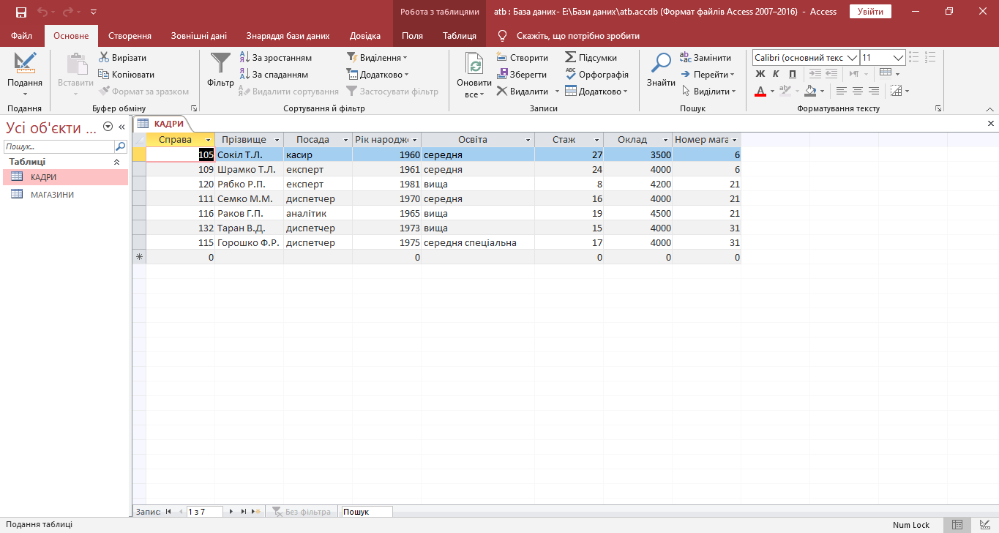 Робота з таблицями
atb : База даних- E:\Бази даних\atb.accdb (Формат файлів Access 2007–2016) - Access
Увійти
Файл Основне Створення Зовнішні дані Знаряддя бази даних Довідка Поля Таблиця Скажіть, що потрібно зробити
Подання
Вставити
Вирізати
Копіювати
Формат за зразком
Буфер обміну
Фільтр
За зростанням
За спаданням
Видалити сортування
Виділення
Додатково
Застосувати фільтр
Сортування й фільтр
Оновити
все
Створити
Зберегти
Видалити
Підсумки
Орфографія
Додатково
Записи
Знайти
Замінити
Перейти
Виділити
Пошук
Calibri (основний текс 11
Ж К П
Форматування тексту
Подання
Усі об'єкти ...
Пошук...
Таблиці
КАДРИ
МАГАЗИНИ
КАДРИ
Справа Прізвище Посада Рік народже Освіта Стаж Оклад Номер мага
105 Сокіл Т.Л. касир 1960 середня 27 3500 6
109 Шрамко Т.Л. експерт 1961 середня 24 4000 6
120 Рябко Р.П. експерт 1981 вища 8 4200 21
111 Семко М.М. диспетчер 1970 середня 16 4000 21
116 Раков Г.П. аналітик 1965 вища 19 4500 21
132 Таран В.Д. диспетчер 1973 вища 15 4000 31
115 Горошко Ф.Р. диспетчер 1975 середня спеціальна 17 4000 31
0 0 0 0 0
Запис: 1 з 7 Без фільтра Пошук
Подання таблиці
Num Lock